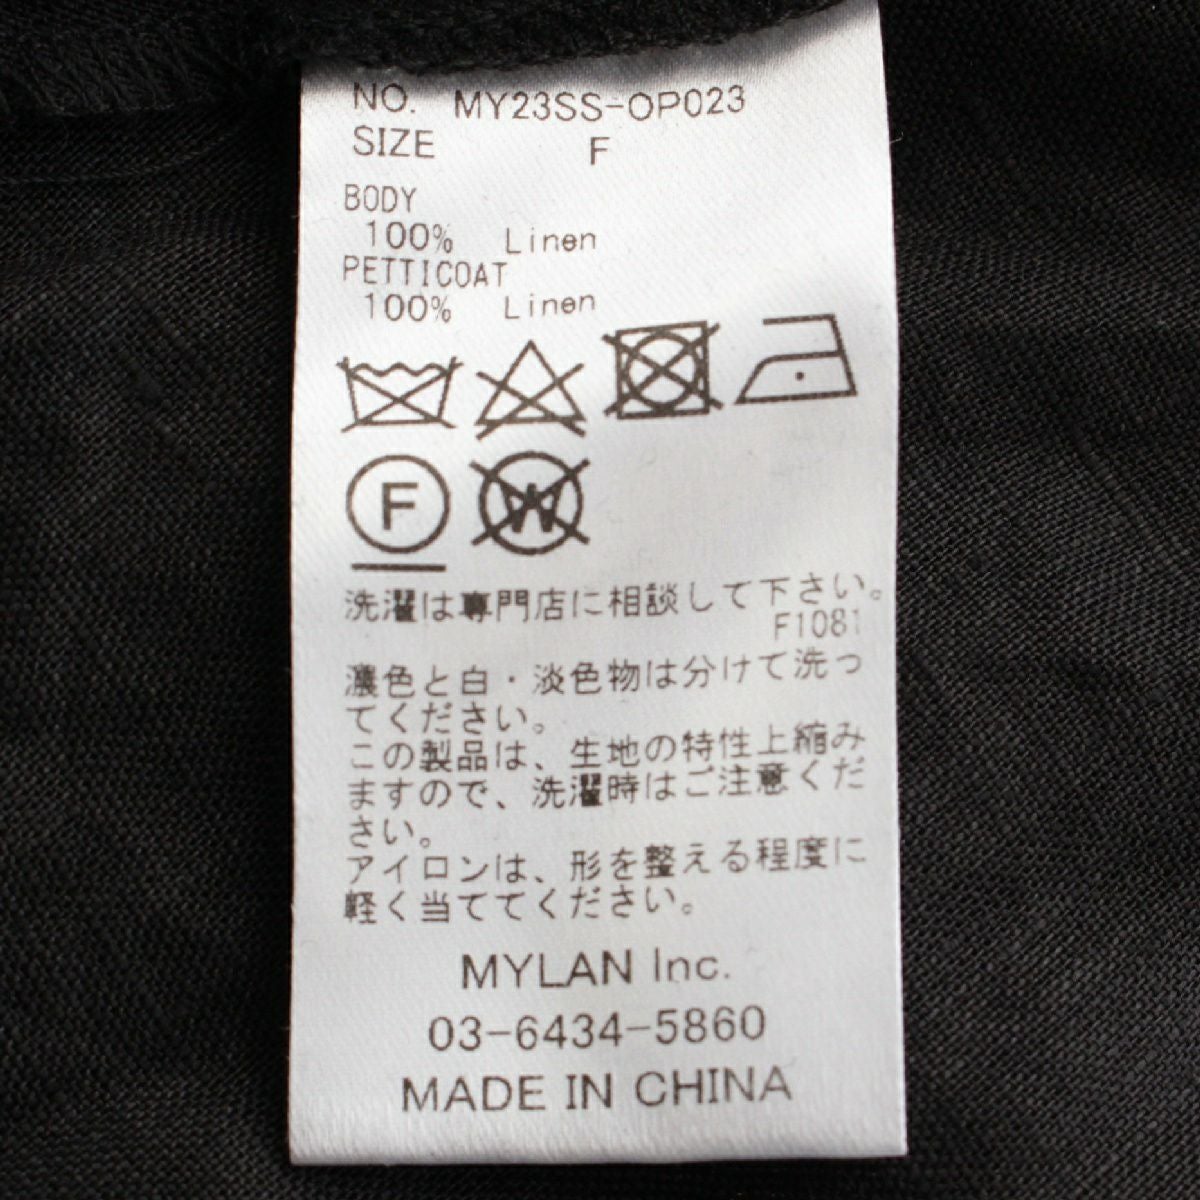 NO. MY23SS-OP023
SIZE F
BODY
100% Linen
PETTICOAT
100% Linen
F W
洗濯は専門店に相談して下さい。
F1081
濃色と白・淡色物は分けて洗っ
てください。
この製品は、生地の特性上縮み
ますので、洗濯時はご注意くだ
さい。
アイロンは、形を整える程度に
軽く当ててください。
MYLAN Inc.
03-6434-5860
MADE IN CHINA